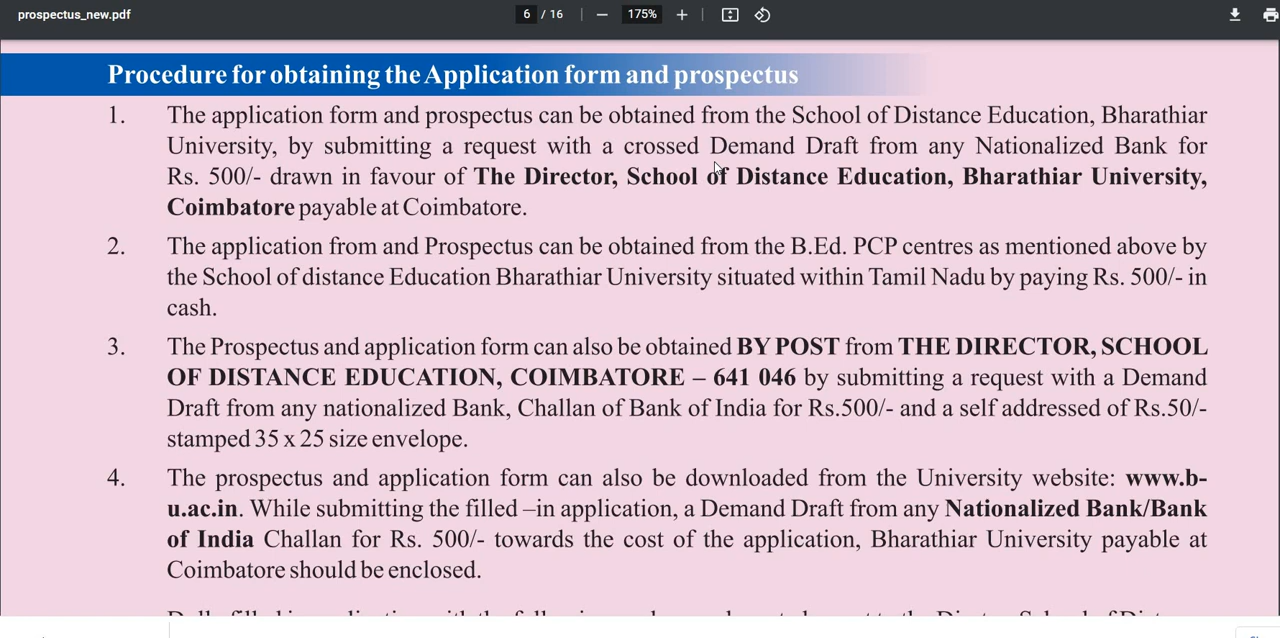 prospectus_new.pdf
6 / 16
175%
Procedure for obtaining the Application form and prospectus
1. The application form and prospectus can be obtained from the School of Distance Education, Bharathiar
University, by submitting a request with a crossed Demand Draft from any Nationalized Bank for
Rs. 500/- drawn in favour of The Director, School of Distance Education, Bharathiar University,
Coimbatore payable at Coimbatore.
2. The application from and Prospectus can be obtained from the B.Ed. PCP centres as mentioned above by
the School of distance Education Bharathiar University situated within Tamil Nadu by paying Rs. 500/- in
cash.
3. The Prospectus and application form can also be obtained BY POST from THE DIRECTOR, SCHOOL
OF DISTANCE EDUCATION, COIMBATORE – 641 046 by submitting a request with a Demand
Draft from any nationalized Bank, Challan of Bank of India for Rs.500/- and a self addressed of Rs.50/-
stamped 35 x 25 size envelope.
4. The prospectus and application form can also be downloaded from the University website: www.b-
u.ac.in. While submitting the filled –in application, a Demand Draft from any Nationalized Bank/Bank
of India Challan for Rs. 500/- towards the cost of the application, Bharathiar University payable at
Coimbatore should be enclosed.